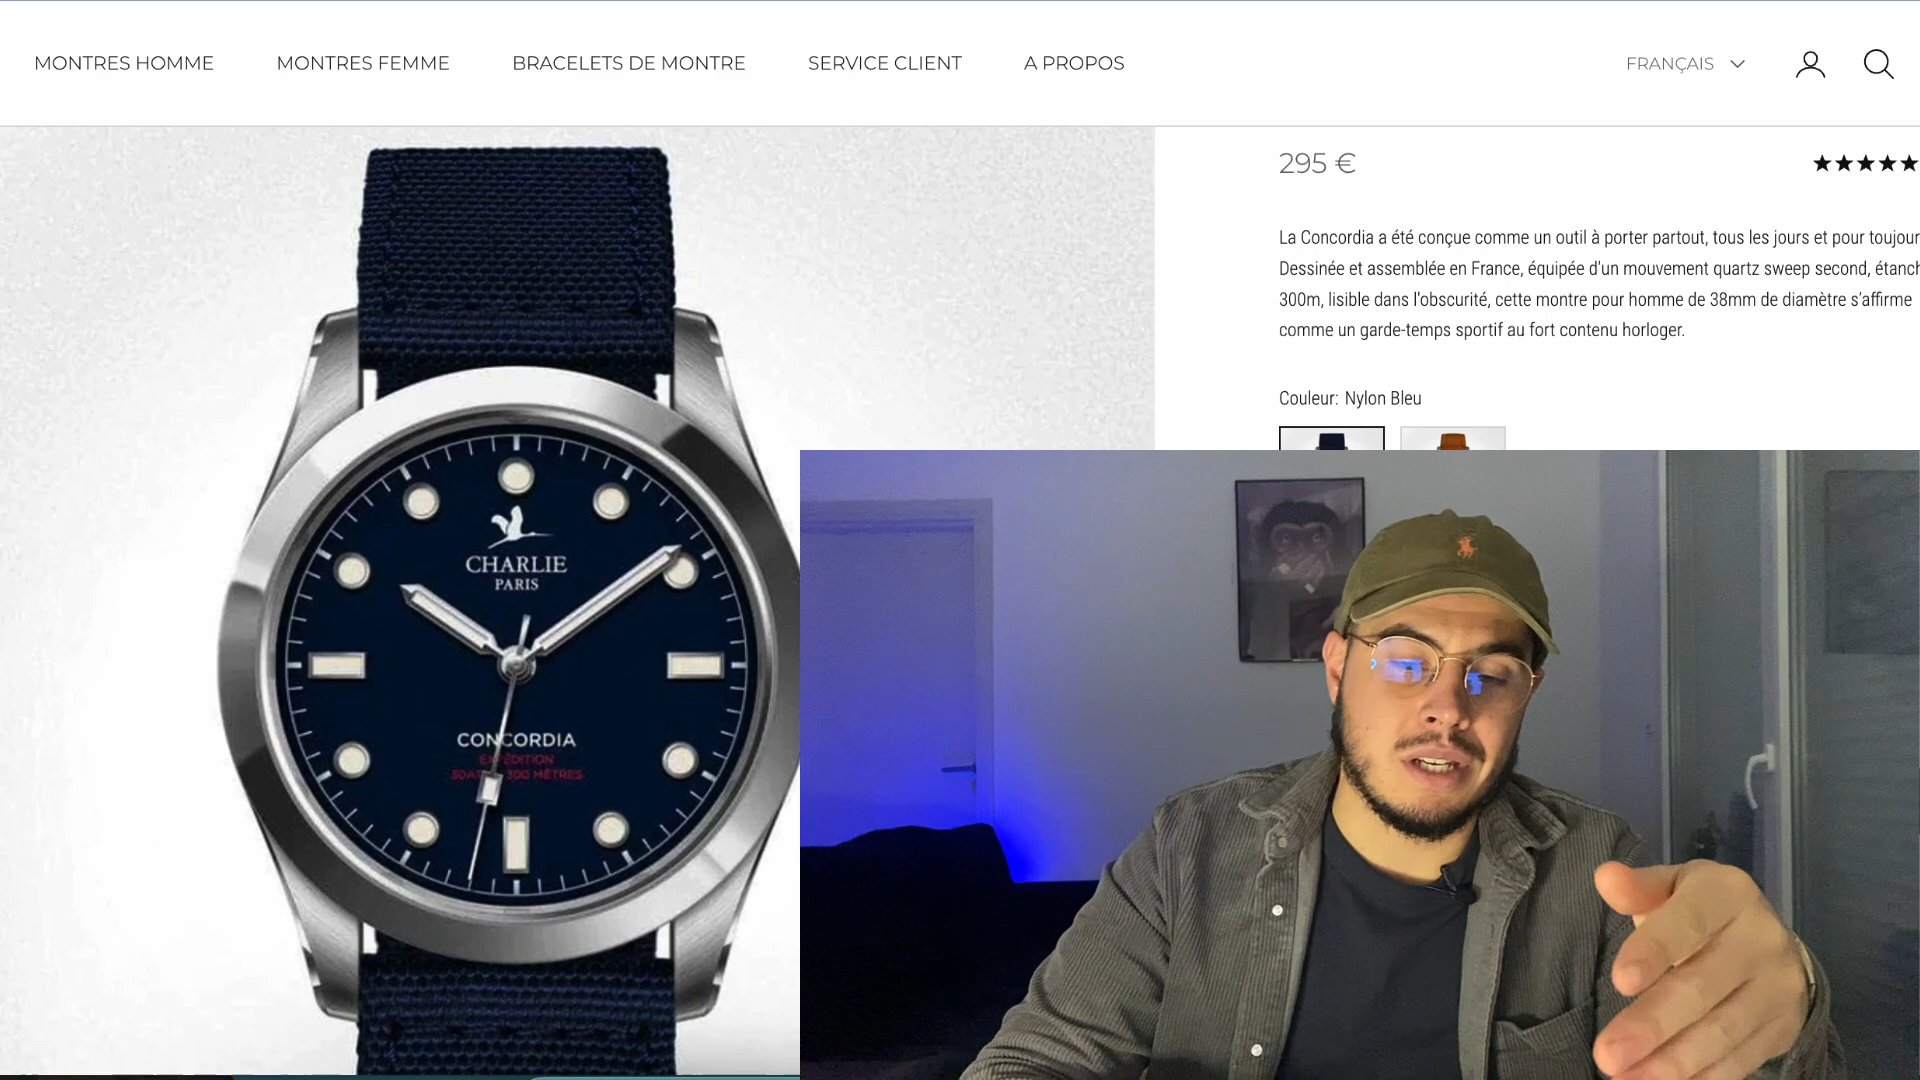 MONTRES HOMME
MONTRES FEMME
BRACELETS DE MONTRE
SERVICE CLIENT
A PROPOS
FRANÇAIS
295 €
La Concordia a été conçue comme un outil à porter partout, tous les jours et pour toujour
Dessinée et assemblée en France, équipée d'un mouvement quartz sweep second, étanch
300m, lisible dans l'obscurité, cette montre pour homme de 38mm de diamètre s'affirme
comme un garde-temps sportif au fort contenu horloger.
Couleur: Nylon Bleu
CHARLIE
PARIS
CONCORDIA
EXPÉDITION
300 MÈTRES